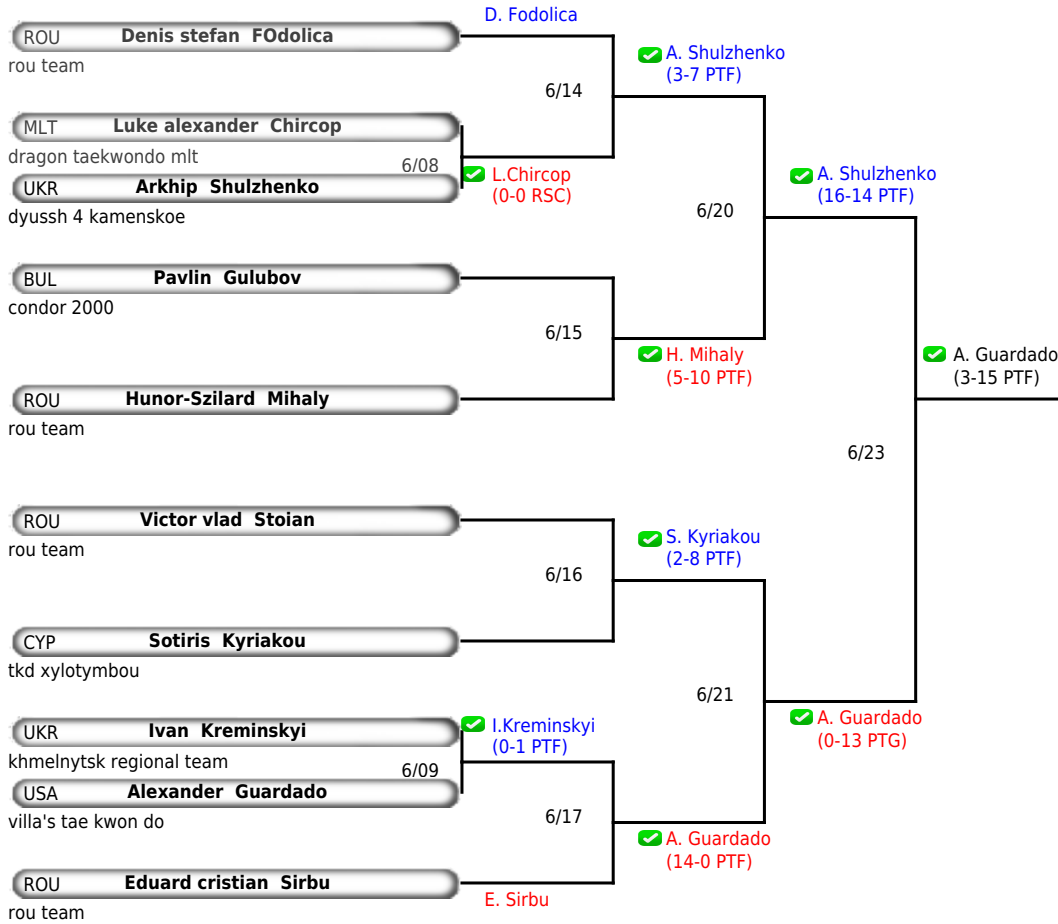 D. Fodolica
ROU Denis stefan FOdolica
rou team
A. Shulzhenko
(3-7 PTF)
6/14
MLT Luke alexander Chircop
dragon taekwondo mlt
6/08
L.Chircop
(0-0 RSC)
UKR Arkhip Shulzhenko
dyussh 4 kamenskoe
A. Shulzhenko
(16-14 PTF)
6/20
BUL Pavlin Gulubov
condor 2000
6/15
H. Mihaly
(5-10 PTF)
A. Guardado
(3-15 PTF)
ROU Hunor-Szilard Mihaly
rou team
6/23
ROU Victor vlad Stoian
rou team
S. Kyriakou
(2-8 PTF)
6/16
CYP Sotiris Kyriakou
tkd xylotymbou
6/21
A. Guardado
(0-13 PTG)
UKR Ivan Kreminskyi
khmelnytsk regional team
I.Kreminskyi
(0-1 PTF)
6/09
USA Alexander Guardado
villa's tae kwon do
6/17
A. Guardado
(14-0 PTF)
ROU Eduard cristian Sirbu
rou team
E. Sirbu